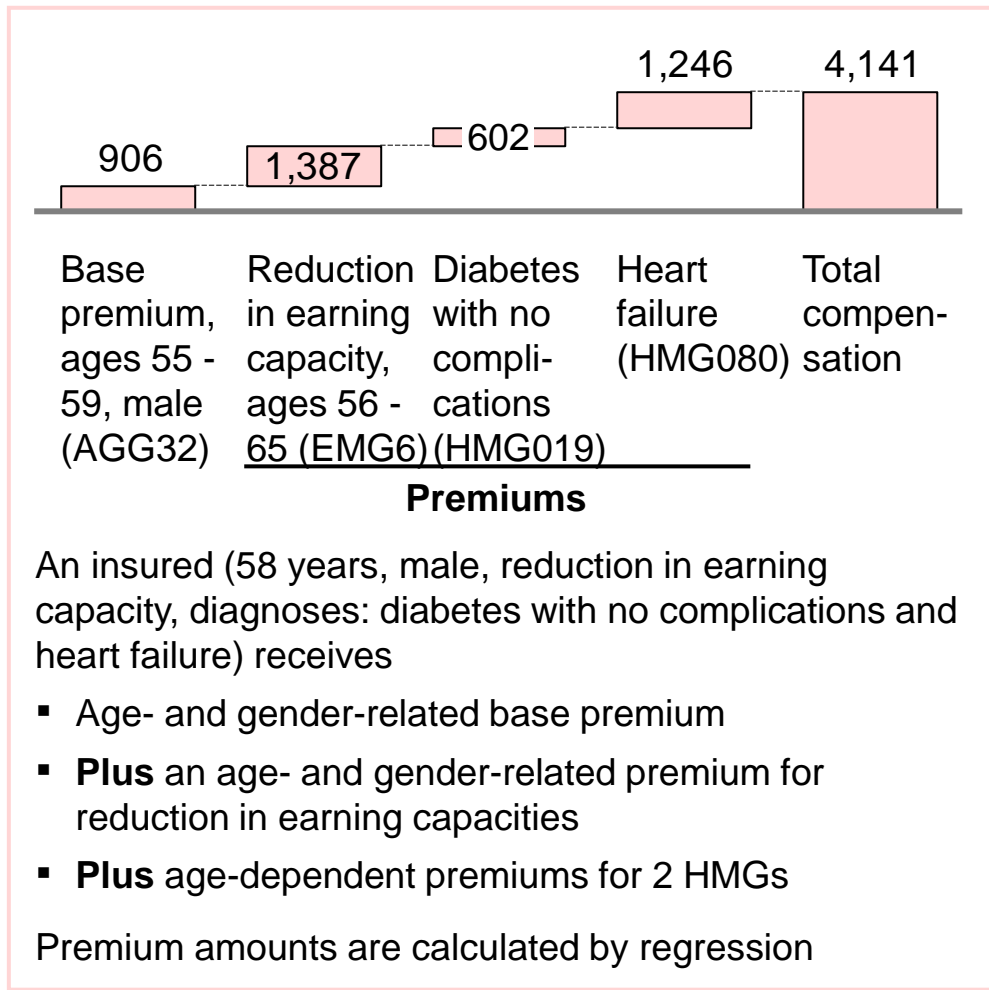 1,246 4,141
602
906
1,387
Base premium, ages 55 - 59, male (AGG32)
Reduction in earning capacity, ages 56 - 65 (EMG6)
Diabetes with no compli- cations (HMG019)
Heart failure (HMG080)
Total compen- sation
Premiums
An insured (58 years, male, reduction in earning
capacity, diagnoses: diabetes with no complications and
heart failure) receives
▪ Age- and gender-related base premium
▪ Plus an age- and gender-related premium for
reduction in earning capacities
▪ Plus age-dependent premiums for 2 HMGs
Premium amounts are calculated by regression